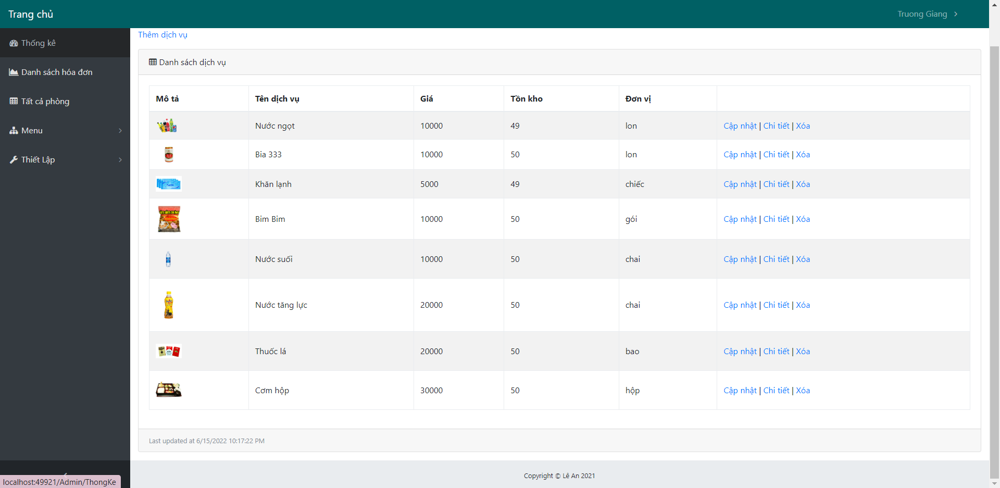 Trang chủ
Truong Giang
Thống kê
Danh sách hóa đơn
Tất cả phòng
Menu
Thiết Lập
Thêm dịch vụ
Danh sách dịch vụ
Mô tả Tên dịch vụ Giá Tồn kho Đơn vị
Nước ngọt 10000 49 lon Cập nhật | Chi tiết | Xóa
Bia 333 10000 50 lon Cập nhật | Chi tiết | Xóa
Khăn lạnh 5000 49 chiếc Cập nhật | Chi tiết | Xóa
Bim Bim 10000 50 gói Cập nhật | Chi tiết | Xóa
Nước suối 10000 50 chai Cập nhật | Chi tiết | Xóa
Nước tăng lực 20000 50 chai Cập nhật | Chi tiết | Xóa
Thuốc lá 20000 50 bao Cập nhật | Chi tiết | Xóa
Cơm hộp 30000 50 hộp Cập nhật | Chi tiết | Xóa
Last updated at 6/15/2022 10:17:22 PM
Copyright © Lê An 2021
localhost:49921/Admin/ThongKe